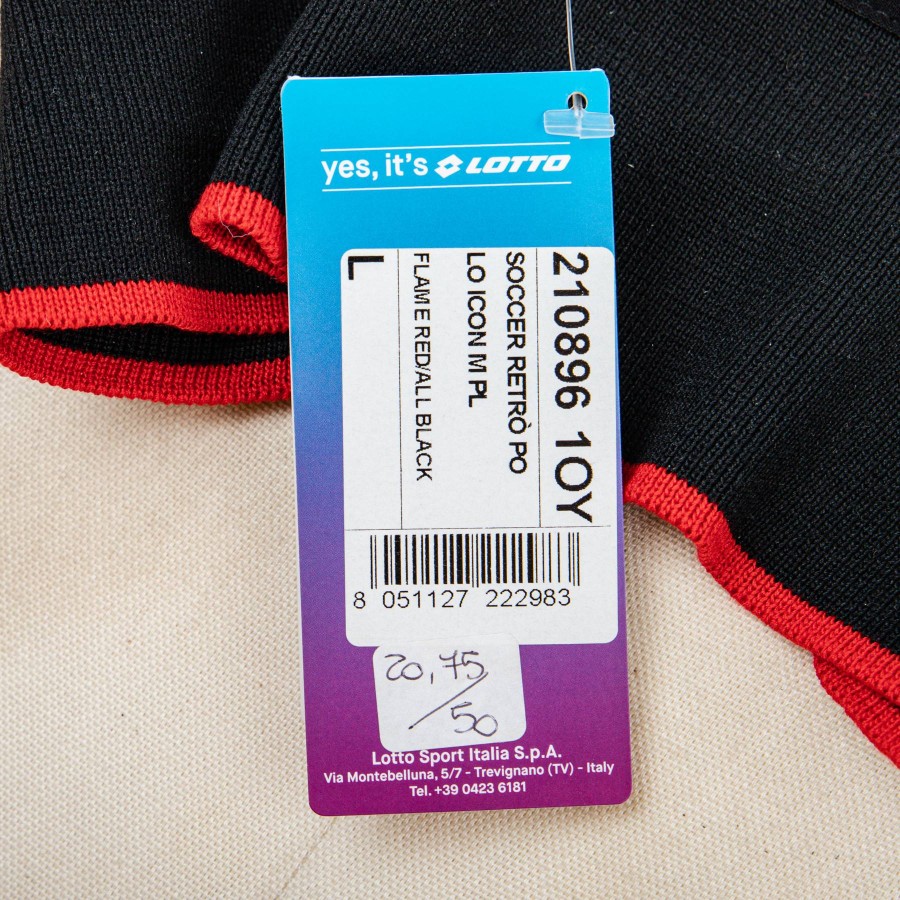 yes, it's LOTTO
210896 1OY
SOCCER RETRÒ PO
LO ICON M PL
FLAME RED/ALL BLACK
L
8 051127 222983
20,75/50
Lotto Sport Italia S.p.A.
Via Montebelluna, 5/7 - Trevignano (TV) - Italy
Tel. +39 0423 6181